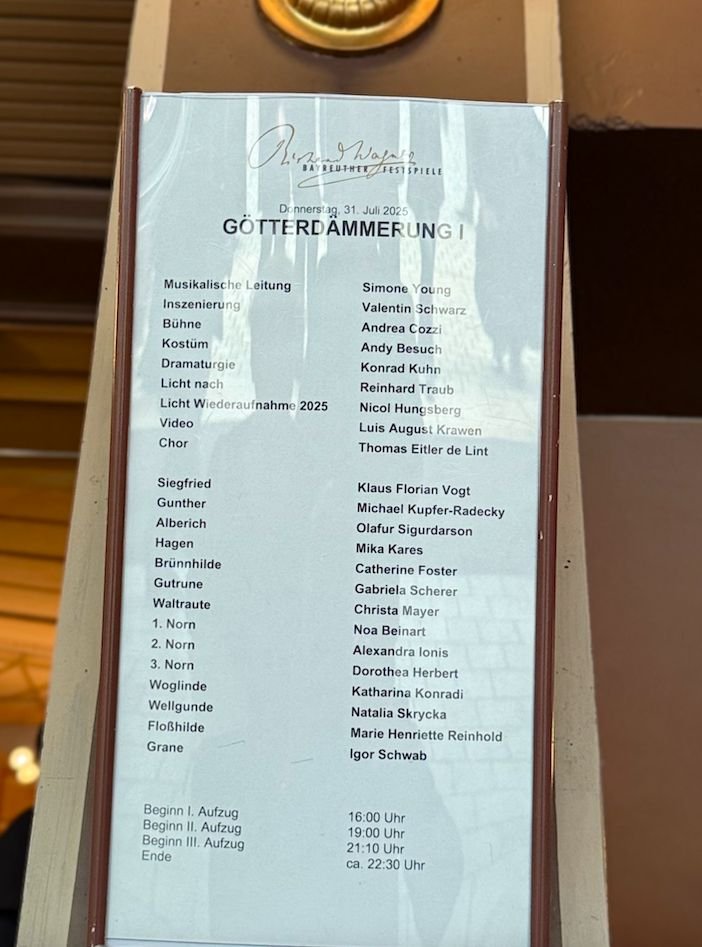 Richard Wagner
BAYREUTHER FESTSPIELE
Donnerstag, 31. Juli 2025
GÖTTERDÄMMERUNG I
Musikalische Leitung Simone Young
Inszenierung Valentin Schwarz
Bühne Andrea Cozzi
Kostüm Andy Besuch
Dramaturgie Konrad Kuhn
Licht nach Reinhard Traub
Licht Wiederaufnahme 2025 Nicol Hungsberg
Video Luis August Krawen
Chor Thomas Eitler de Lint
Siegfried Klaus Florian Vogt
Gunther Michael Kupfer-Radecky
Alberich Olafur Sigurdarson
Hagen Mika Kares
Brünnhilde Catherine Foster
Gutrune Gabriela Scherer
Waltraute Christa Mayer
1. Norn Noa Beinart
2. Norn Alexandra Ionis
3. Norn Dorothea Herbert
Woglinde Katharina Konradi
Wellgunde Natalia Skrycka
Floßhilde Marie Henriette Reinhold
Grane Igor Schwab
Beginn I. Aufzug 16:00 Uhr
Beginn II. Aufzug 19:00 Uhr
Beginn III. Aufzug 21:10 Uhr
Ende ca. 22:30 Uhr